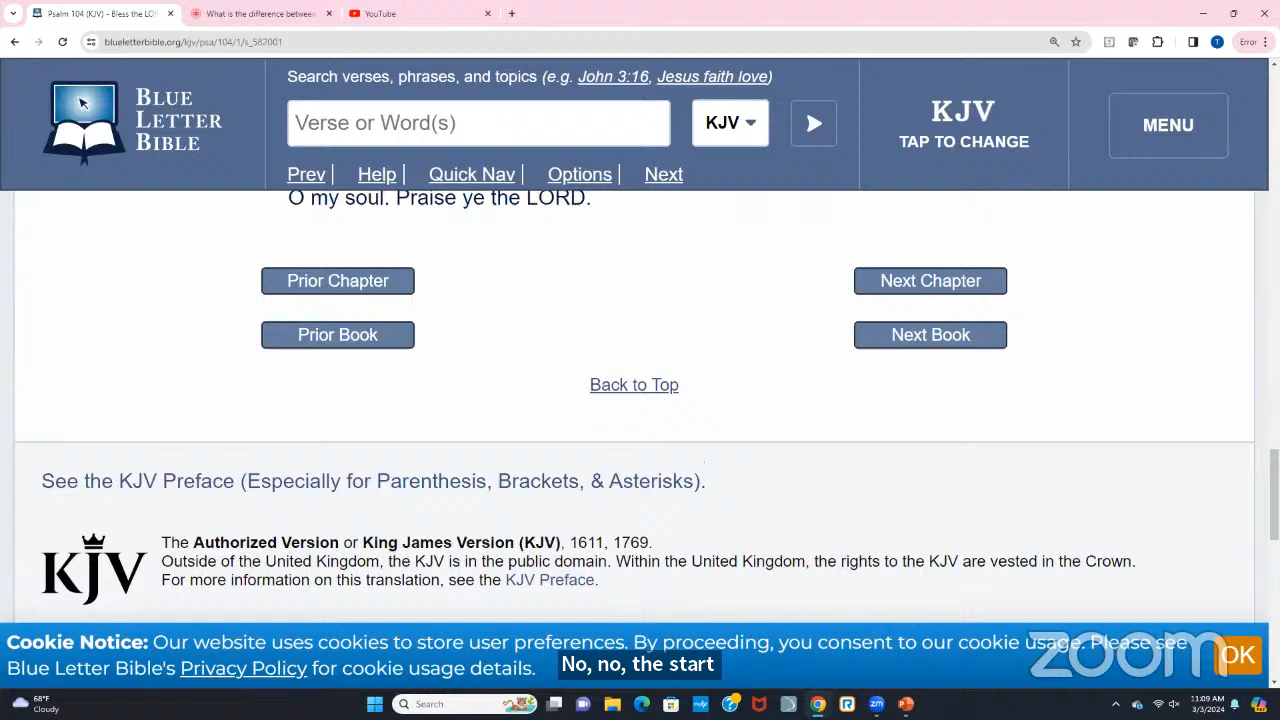 Psalm 104 (KJV) - Bless the LO
What is the difference between
YouTube
blueletterbible.org/kjv/psa/104/1/s_582001
Error
BLUE
LETTER
BIBLE
Search verses, phrases, and topics (e.g. John 3:16, Jesus faith love)
Verse or Word(s)
KJV
KJV
TAP TO CHANGE
MENU
Prev
Help
Quick Nav
Options
Next
O my soul. Praise ye the LORD.
Prior Chapter
Next Chapter
Prior Book
Next Book
Back to Top
See the KJV Preface (Especially for Parenthesis, Brackets, & Asterisks).
KJV
The Authorized Version or King James Version (KJV), 1611, 1769.
Outside of the United Kingdom, the KJV is in the public domain. Within the United Kingdom, the rights to the KJV are vested in the Crown.
For more information on this translation, see the KJV Preface.
Cookie Notice: Our website uses cookies to store user preferences. By proceeding, you consent to our cookie usage. Please see
Blue Letter Bible's Privacy Policy for cookie usage details.
OK
zoom
No, no, the start
68°F
Cloudy
Search
11:09 AM
3/3/2024